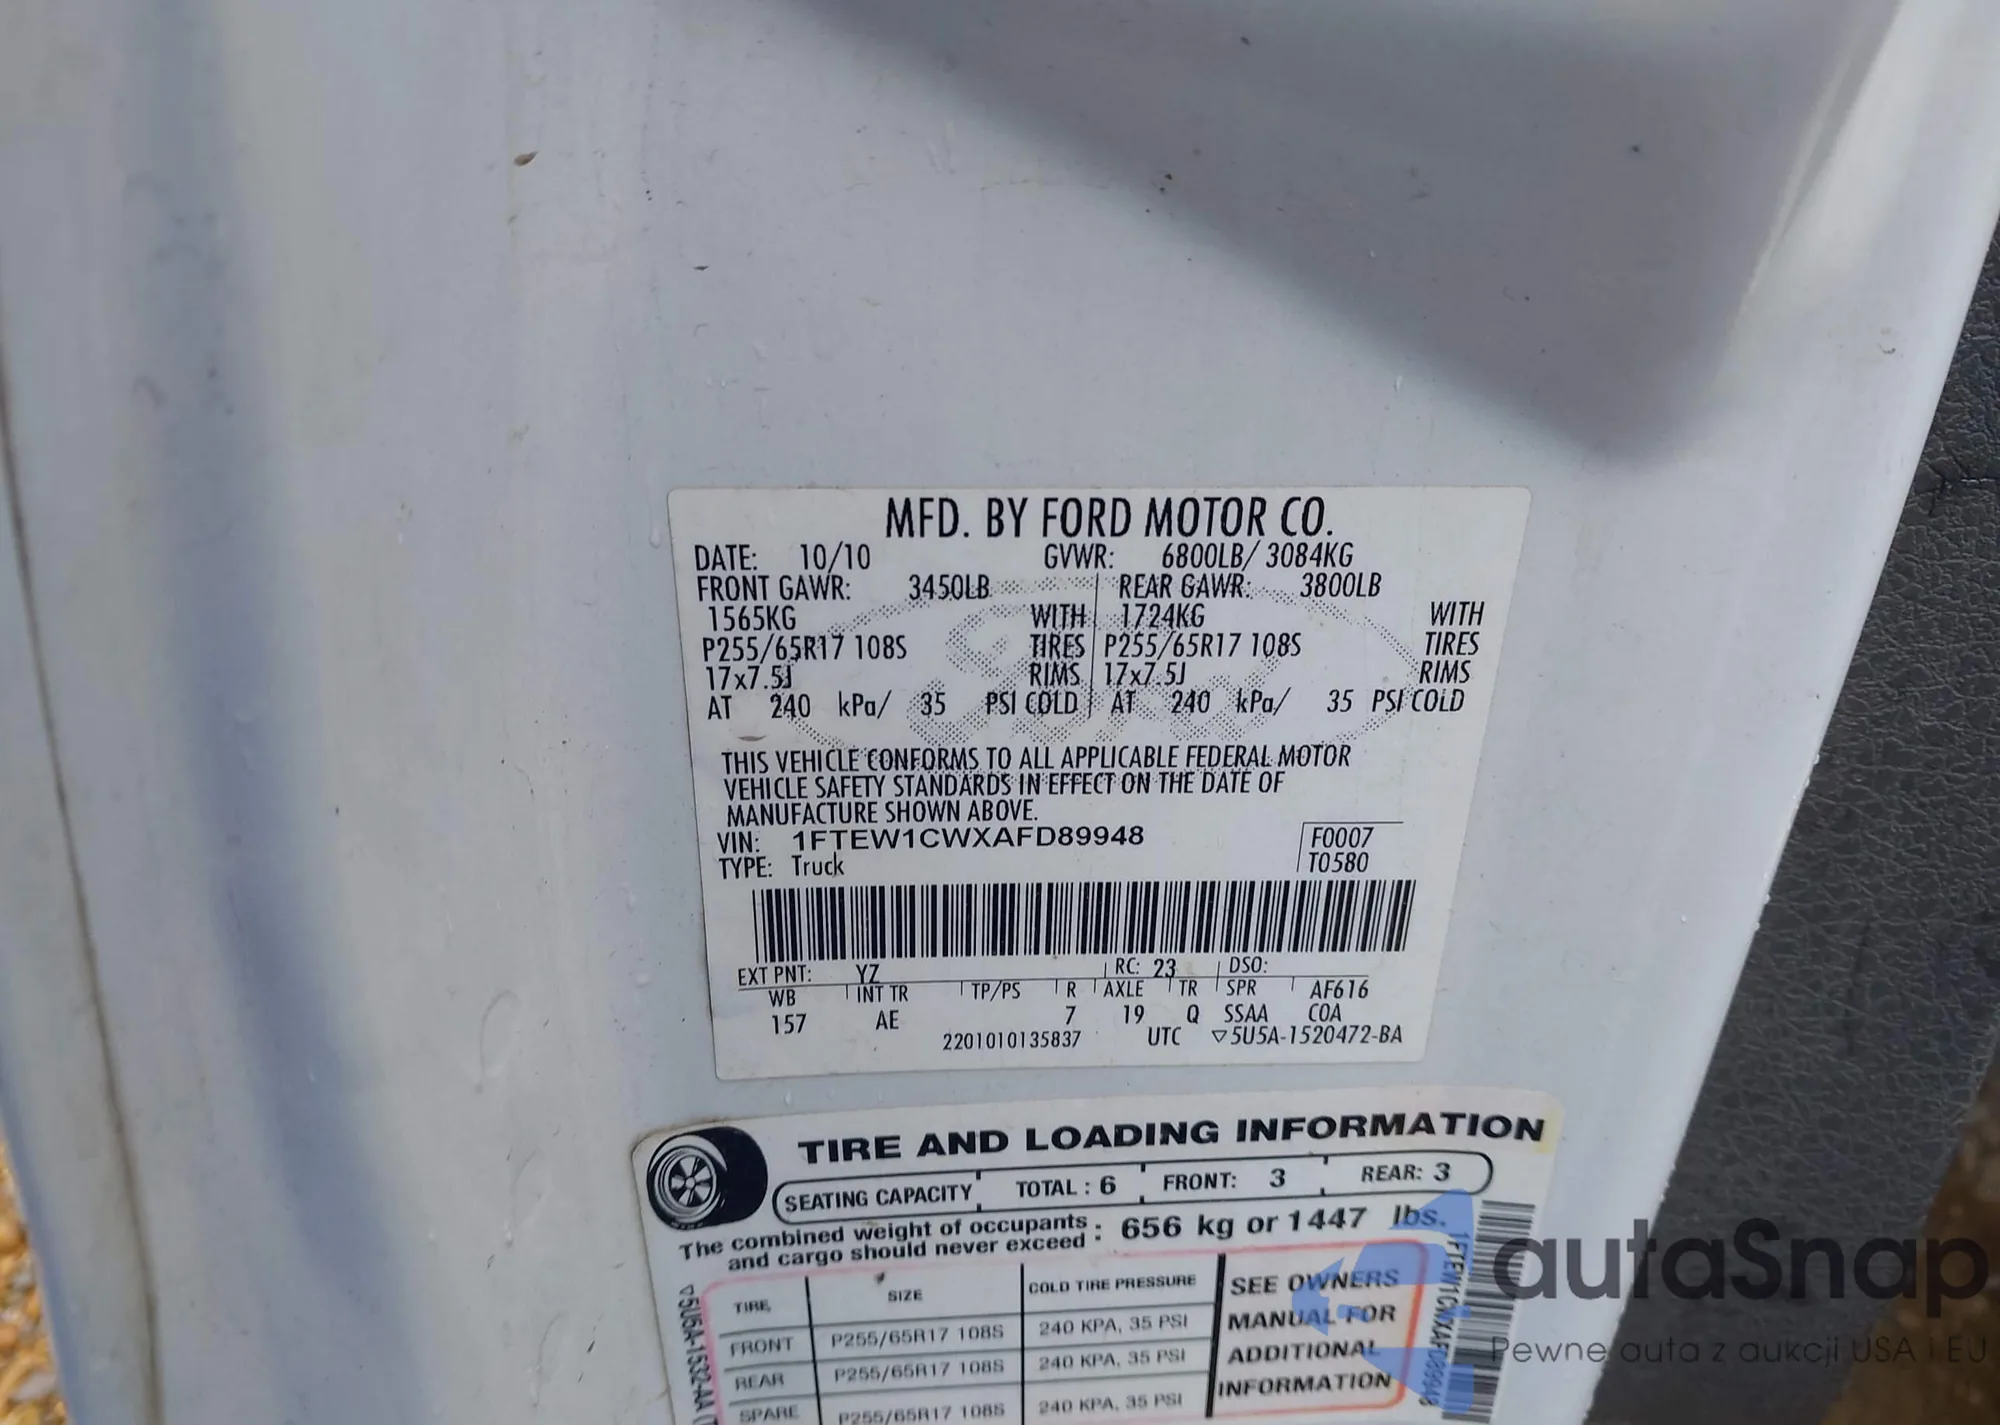 MFD. BY FORD MOTOR CO.
DATE: 10/10 GVWR: 6800LB/ 3084KG
FRONT GAWR: 3450LB REAR GAWR: 3800LB
1565KG WITH 1724KG WITH
P255/65R17 108S TIRES P255/65R17 108S TIRES
17x7.5J RIMS 17x7.5J RIMS
AT 240 kPa/ 35 PSI COLD AT 240 kPa/ 35 PSI COLD
THIS VEHICLE CONFORMS TO ALL APPLICABLE FEDERAL MOTOR
VEHICLE SAFETY STANDARDS IN EFFECT ON THE DATE OF
MANUFACTURE SHOWN ABOVE.
VIN: 1FTEW1CWXAFD89948 F0007
TYPE: Truck T0580
EXT PNT: YZ RC: 23 DSO:
WB INT TR TP/PS R AXLE TR SPR AF616
157 AE 7 19 Q SSAA COA
2201010135837 UTC ▽5U5A-1520472-BA
TIRE AND LOADING INFORMATION
SEATING CAPACITY TOTAL : 6 FRONT: 3 REAR: 3
The combined weight of occupants : 656 kg or 1447 lbs.
and cargo should never exceed :
TIRE SIZE COLD TIRE PRESSURE SEE OWNERS
FRONT P255/65R17 108S 240 KPA, 35 PSI MANUAL FOR
REAR P255/65R17 108S 240 KPA, 35 PSI ADDITIONAL
SPARE P255/65R17 108S 240 KPA, 35 PSI INFORMATION
▽5U5A-1532-AA
1FTEW1CWXAFD89948
autaSnap
Pewne auta z aukcji USA i EU